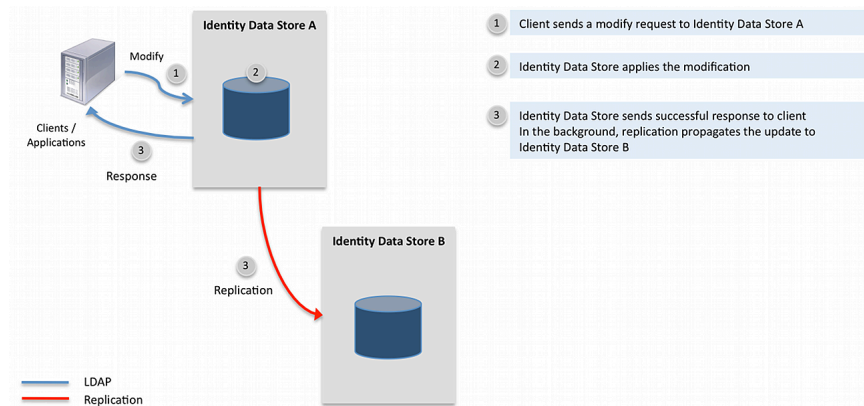 Identity Data Store A
Modify
1
2
Clients /
Applications
3
Response
Identity Data Store B
3
Replication
LDAP
Replication
1 Client sends a modify request to Identity Data Store A
2 Identity Data Store applies the modification
3 Identity Data Store sends successful response to client
In the background, replication propagates the update to
Identity Data Store B